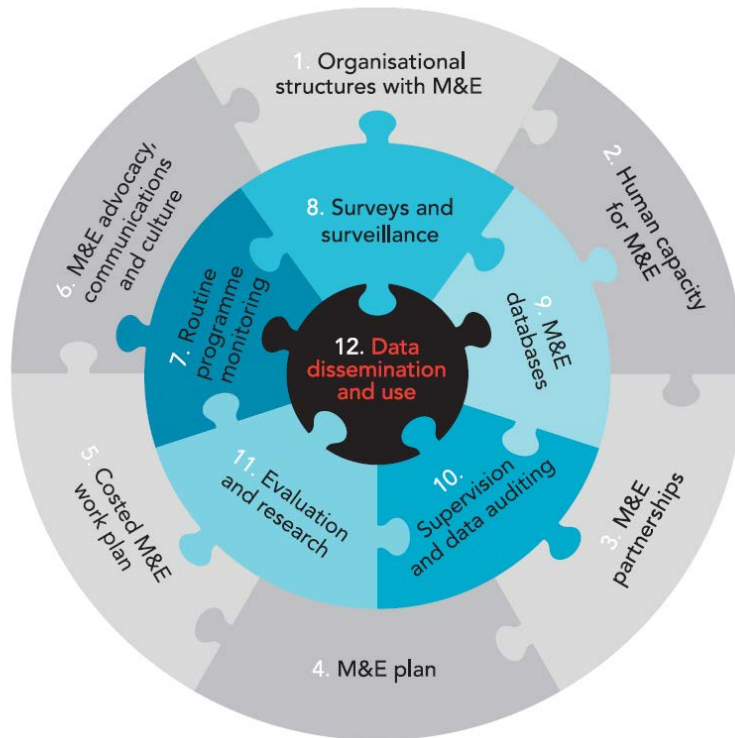 1. Organisational
structures with M&E
2. Human capacity
for M&E
3. M&E
partnerships
4. M&E plan
5. Costed M&E
work plan
6. M&E advocacy,
communications
and culture
7. Routine
programme
monitoring
8. Surveys and
surveillance
9. M&E
databases
10.
Supervision
and data auditing
11. Evaluation
and research
12. Data
dissemination
and use